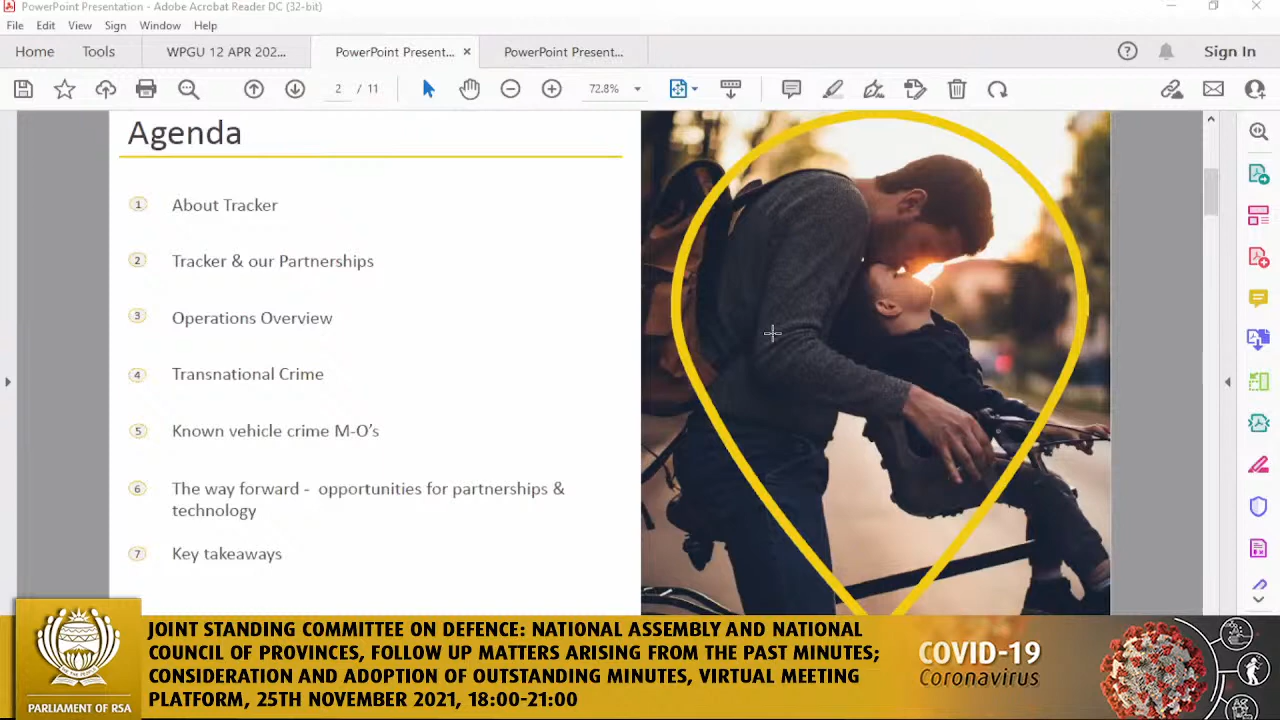 PowerPoint Presentation - Adobe Acrobat Reader DC (32-bit)
File Edit View Sign Window Help
Home Tools WPGU 12 APR 202... PowerPoint Present... × PowerPoint Present... Sign In
2 / 11 72.8%
Agenda
1 About Tracker
2 Tracker & our Partnerships
3 Operations Overview
4 Transnational Crime
5 Known vehicle crime M-O’s
6 The way forward - opportunities for partnerships &
technology
7 Key takeaways
PARLIAMENT OF RSA
JOINT STANDING COMMITTEE ON DEFENCE: NATIONAL ASSEMBLY AND NATIONAL
COUNCIL OF PROVINCES, FOLLOW UP MATTERS ARISING FROM THE PAST MINUTES;
CONSIDERATION AND ADOPTION OF OUTSTANDING MINUTES, VIRTUAL MEETING
PLATFORM, 25TH NOVEMBER 2021, 18:00-21:00
COVID-19
Coronavirus